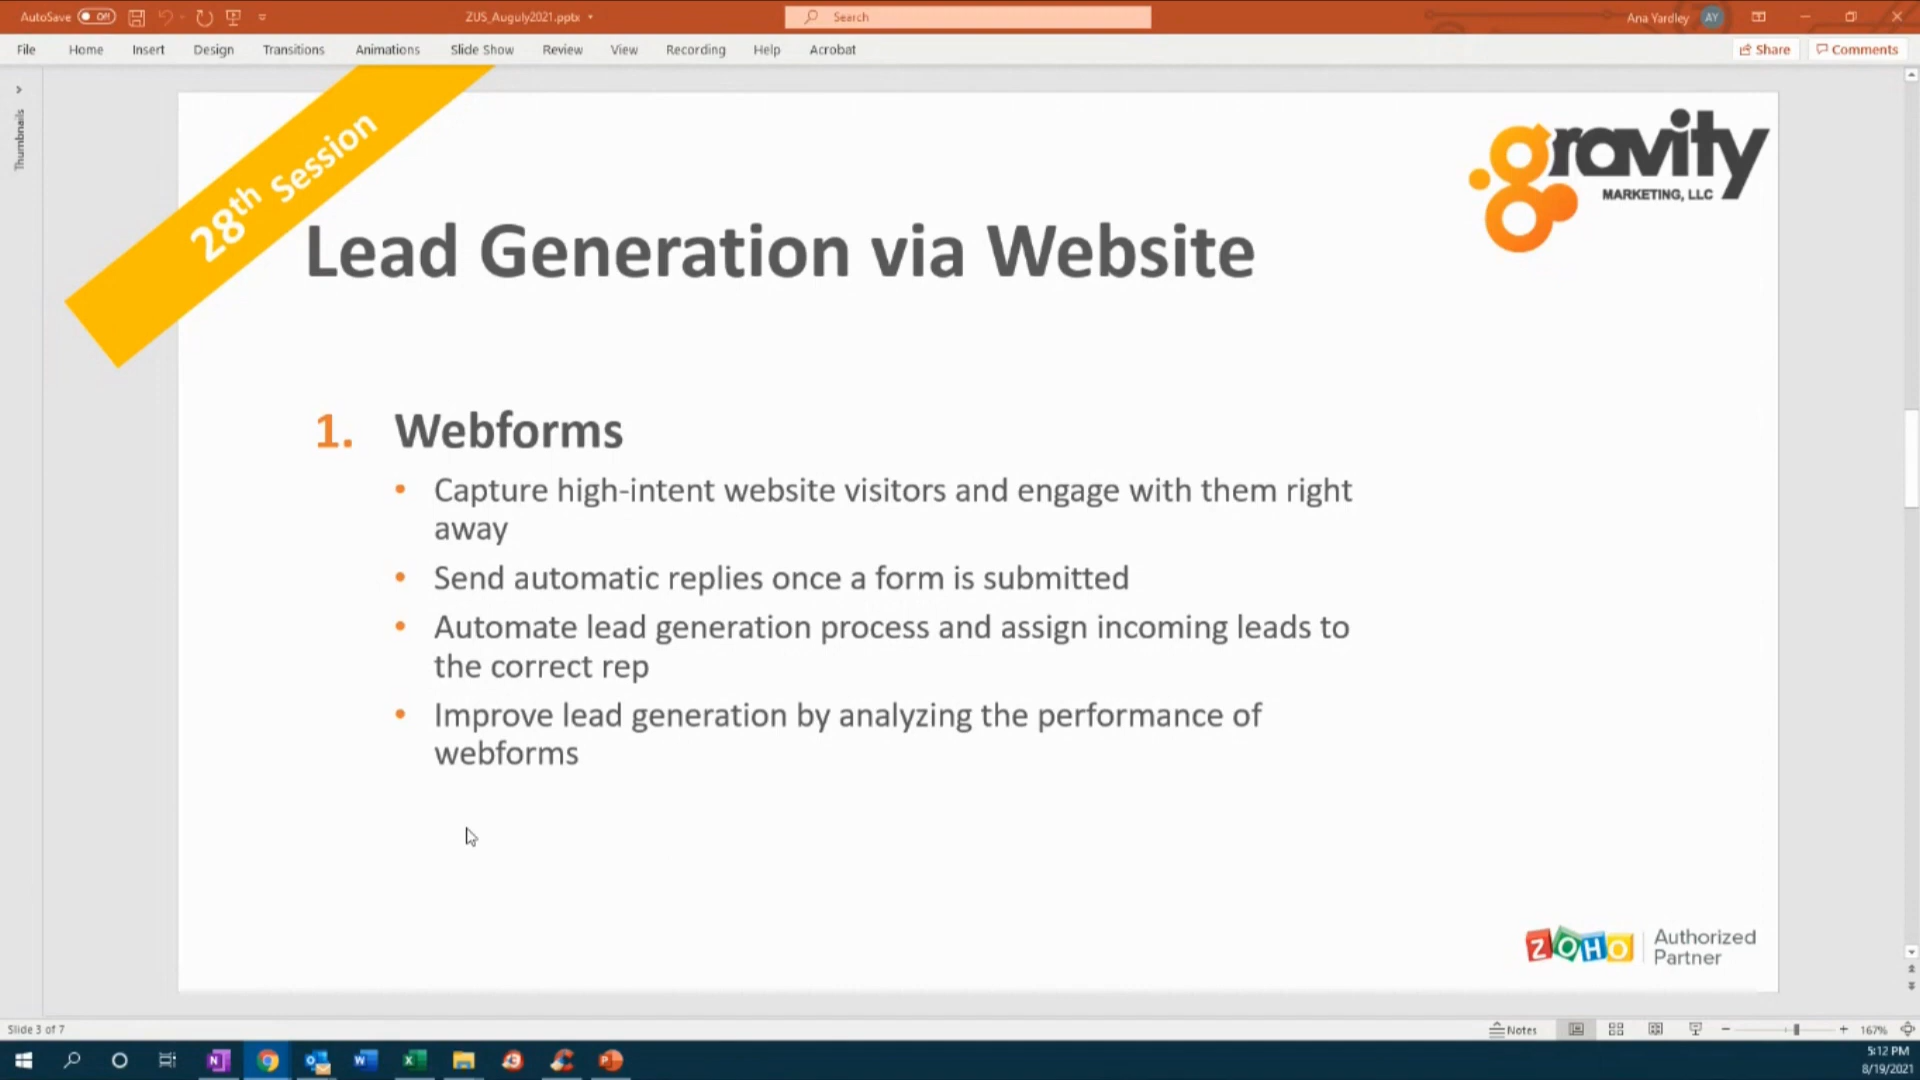 AutoSave Off
ZUS_Auguly2021.pptx
Search
Ana Yardley AY
File Home Insert Design Transitions Animations Slide Show Review View Recording Help Acrobat
Share Comments
Thumbnails
28th Session
gravity
MARKETING, LLC
Lead Generation via Website
1. Webforms
• Capture high-intent website visitors and engage with them right
away
• Send automatic replies once a form is submitted
• Automate lead generation process and assign incoming leads to
the correct rep
• Improve lead generation by analyzing the performance of
webforms
ZOHO
Authorized
Partner
Slide 3 of 7
Notes
167%
5:12 PM
8/19/2021